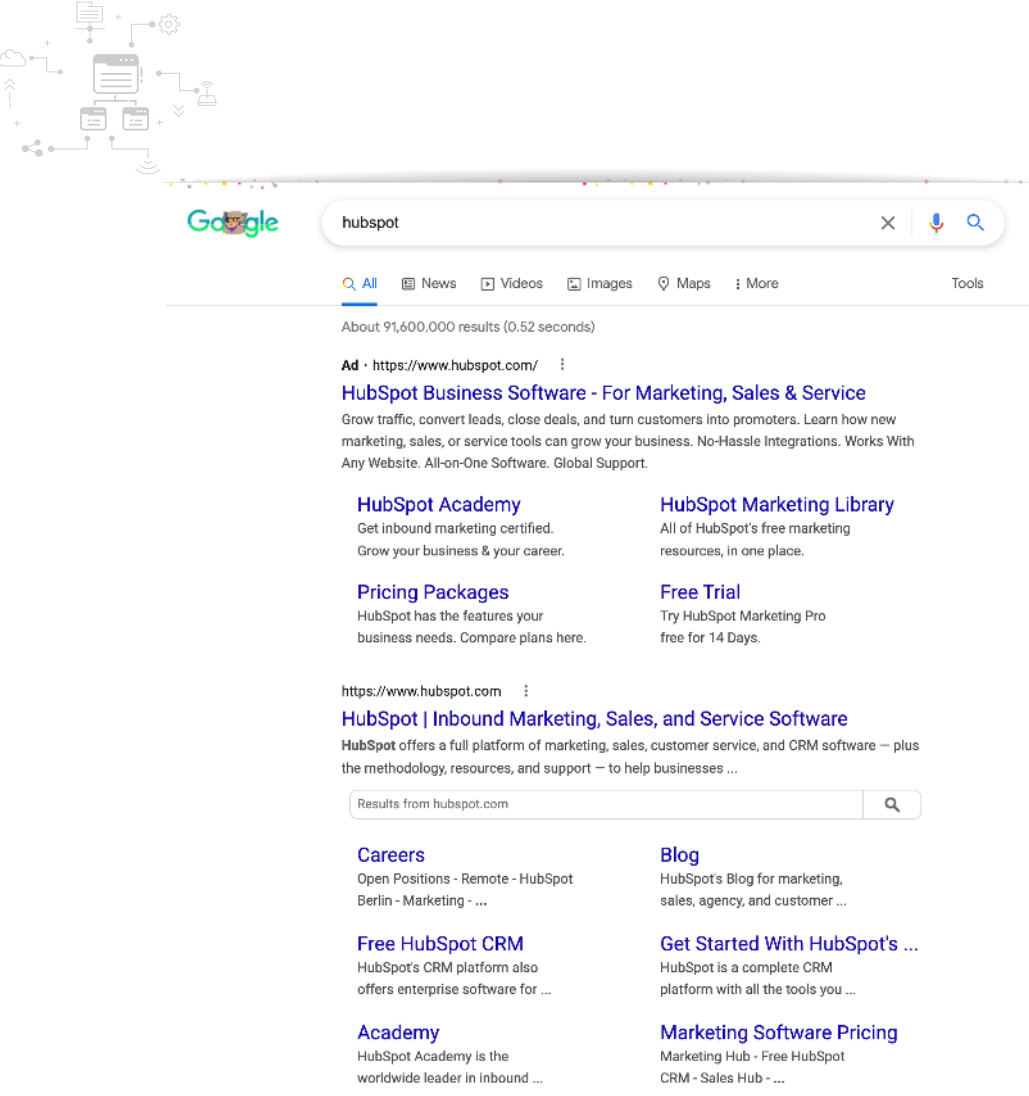 Google
hubspot
All News Videos Images Maps More Tools
About 91,600,000 results (0.52 seconds)
Ad · https://www.hubspot.com/
HubSpot Business Software - For Marketing, Sales & Service
Grow traffic, convert leads, close deals, and turn customers into promoters. Learn how new
marketing, sales, or service tools can grow your business. No-Hassle Integrations. Works With
Any Website. All-on-One Software. Global Support.
HubSpot Academy
Get inbound marketing certified.
Grow your business & your career.
HubSpot Marketing Library
All of HubSpot's free marketing
resources, in one place.
Pricing Packages
HubSpot has the features your
business needs. Compare plans here.
Free Trial
Try HubSpot Marketing Pro
free for 14 Days.
https://www.hubspot.com
HubSpot | Inbound Marketing, Sales, and Service Software
HubSpot offers a full platform of marketing, sales, customer service, and CRM software — plus
the methodology, resources, and support — to help businesses ...
Results from hubspot.com
Careers
Open Positions - Remote - HubSpot
Berlin - Marketing - ...
Blog
HubSpot's Blog for marketing,
sales, agency, and customer ...
Free HubSpot CRM
HubSpot's CRM platform also
offers enterprise software for ...
Get Started With HubSpot's ...
HubSpot is a complete CRM
platform with all the tools you ...
Academy
HubSpot Academy is the
worldwide leader in inbound ...
Marketing Software Pricing
Marketing Hub - Free HubSpot
CRM - Sales Hub - ...